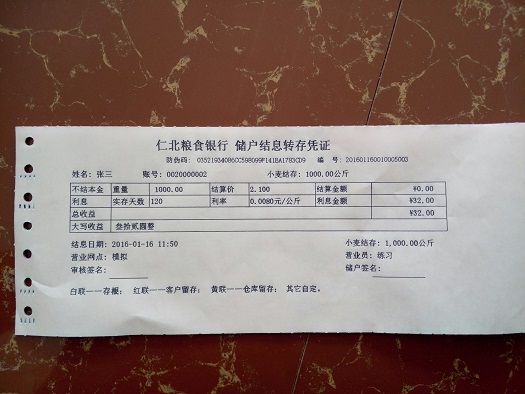 仁北粮食银行 储户结息转存凭证
防伪码: 03521934086CC598099F141BA1783CD9 编 号: 201601160010005003
姓名: 张三 账号: 0020000002 小麦结存: 1000.00公斤
不结本金 重量 1000.00 结算价 2.100 结算金额 ¥0.00
利息 实存天数 120 利率 0.0080元/公斤 利息金额 ¥32.00
总收益 ¥32.00
大写收益 叁拾贰圆整
结息日期: 2016-01-16 11:50 小麦结存: 1,000.00公斤
营业网点: 模拟 营业员: 练习
审核签名: 储户签名:
白联——存根; 红联——客户留存; 黄联——仓库留存; 其它自定。